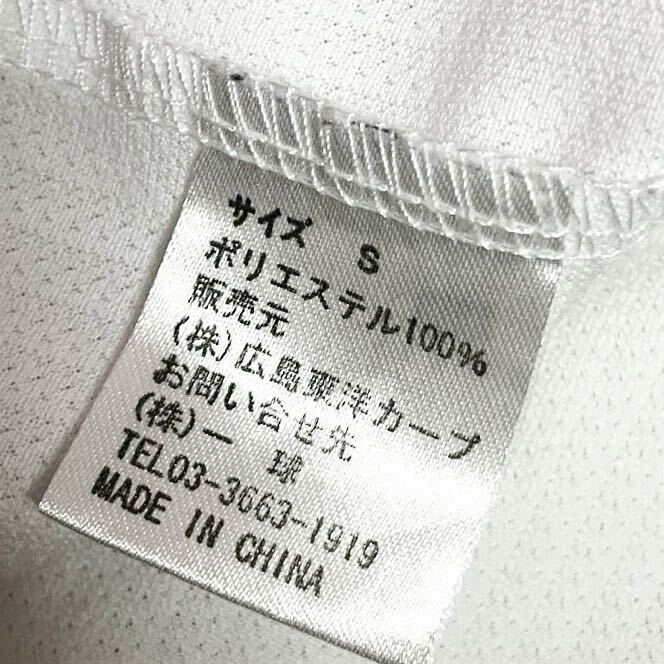 サイズ S
ポリエステル100%
販売元
(株)広島東洋カープ
お問い合せ先
(株)一 球
TEL03-3663-1919
MADE IN CHINA